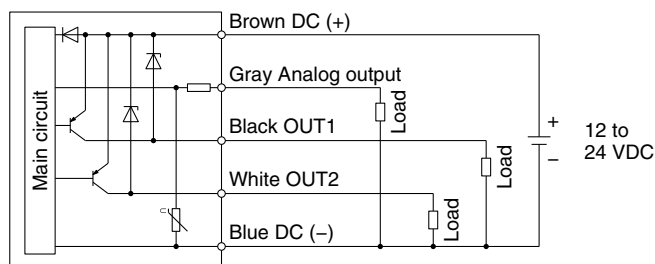 Brown DC (+)
Gray Analog output
Black OUT1
White OUT2
Blue DC (−)
Main circuit
Load
Load
Load
+
−
12 to
24 VDC